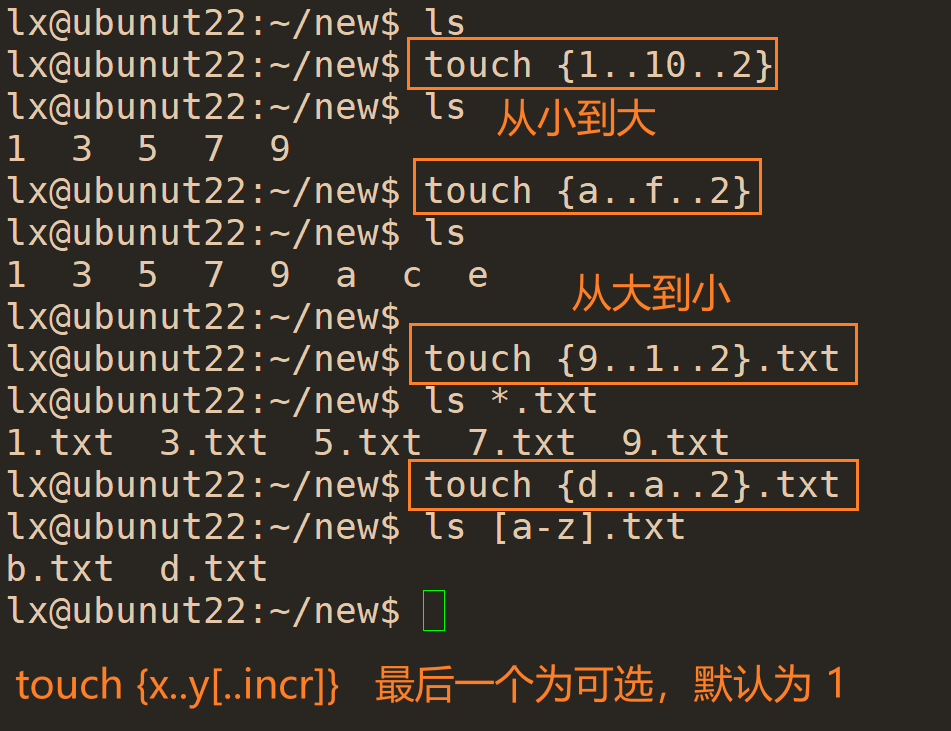 lx@ubunut22:~/new$ ls
lx@ubunut22:~/new$ touch {1..10..2}
lx@ubunut22:~/new$ ls
从小到大
1 3 5 7 9
lx@ubunut22:~/new$ touch {a..f..2}
lx@ubunut22:~/new$ ls
1 3 5 7 9 a c e
从大到小
lx@ubunut22:~/new$
lx@ubunut22:~/new$ touch {9..1..2}.txt
lx@ubunut22:~/new$ ls *.txt
1.txt 3.txt 5.txt 7.txt 9.txt
lx@ubunut22:~/new$ touch {d..a..2}.txt
lx@ubunut22:~/new$ ls [a-z].txt
b.txt d.txt
lx@ubunut22:~/new$
touch {x..y[..incr]} 最后一个为可选，默认为 1